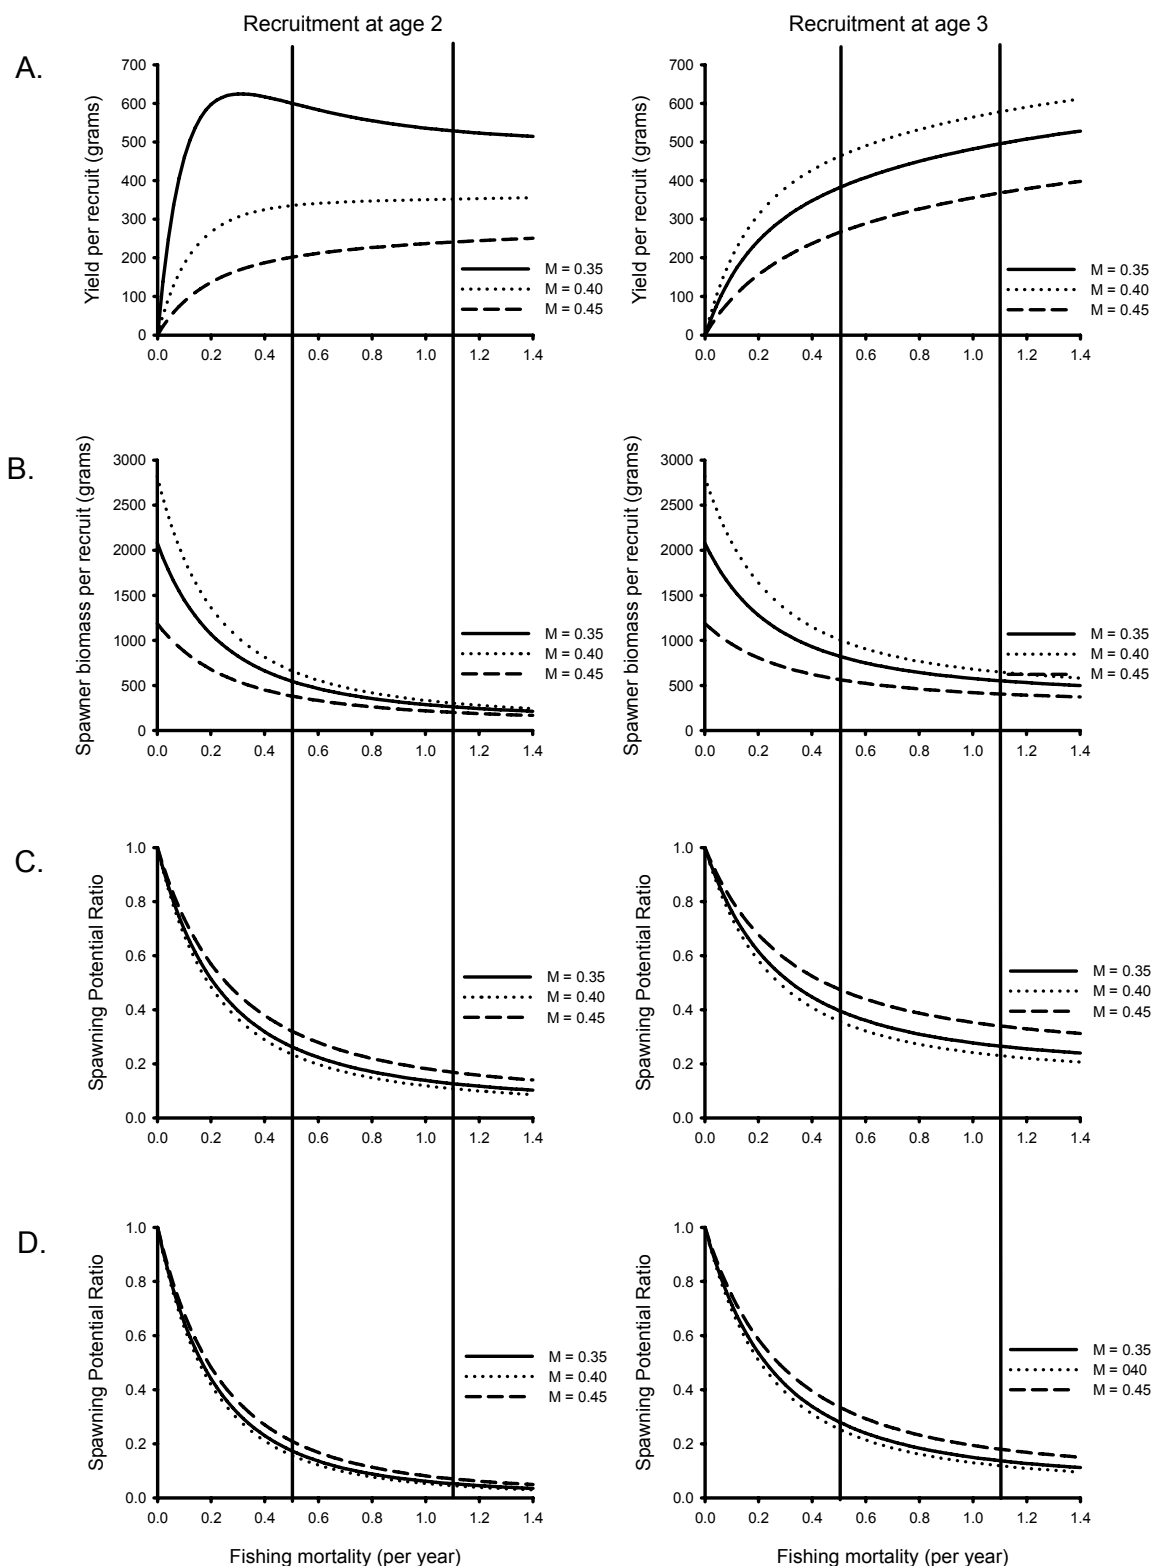 Recruitment at age 2
Recruitment at age 3
A.
Yield per recruit (grams)
700
600
500
400
300
200
100
0
0.0 0.2 0.4 0.6 0.8 1.0 1.2 1.4
M = 0.35
M = 0.40
M = 0.45
Yield per recruit (grams)
700
600
500
400
300
200
100
0
0.0 0.2 0.4 0.6 0.8 1.0 1.2 1.4
M = 0.35
M = 0.40
M = 0.45
B.
Spawner biomass per recruit (grams)
3000
2500
2000
1500
1000
500
0
0.0 0.2 0.4 0.6 0.8 1.0 1.2 1.4
M = 0.35
M = 0.40
M = 0.45
Spawner biomass per recruit (grams)
3000
2500
2000
1500
1000
500
0
0.0 0.2 0.4 0.6 0.8 1.0 1.2 1.4
M = 0.35
M = 0.40
M = 0.45
C.
Spawning Potential Ratio
1.0
0.8
0.6
0.4
0.2
0.0
0.0 0.2 0.4 0.6 0.8 1.0 1.2 1.4
M = 0.35
M = 0.40
M = 0.45
Spawning Potential Ratio
1.0
0.8
0.6
0.4
0.2
0.0
0.0 0.2 0.4 0.6 0.8 1.0 1.2 1.4
M = 0.35
M = 0.40
M = 0.45
D.
Spawning Potential Ratio
1.0
0.8
0.6
0.4
0.2
0.0
0.0 0.2 0.4 0.6 0.8 1.0 1.2 1.4
M = 0.35
M = 0.40
M = 0.45
Fishing mortality (per year)
Spawning Potential Ratio
1.0
0.8
0.6
0.4
0.2
0.0
0.0 0.2 0.4 0.6 0.8 1.0 1.2 1.4
M = 0.35
M = 040
M = 0.45
Fishing mortality (per year)